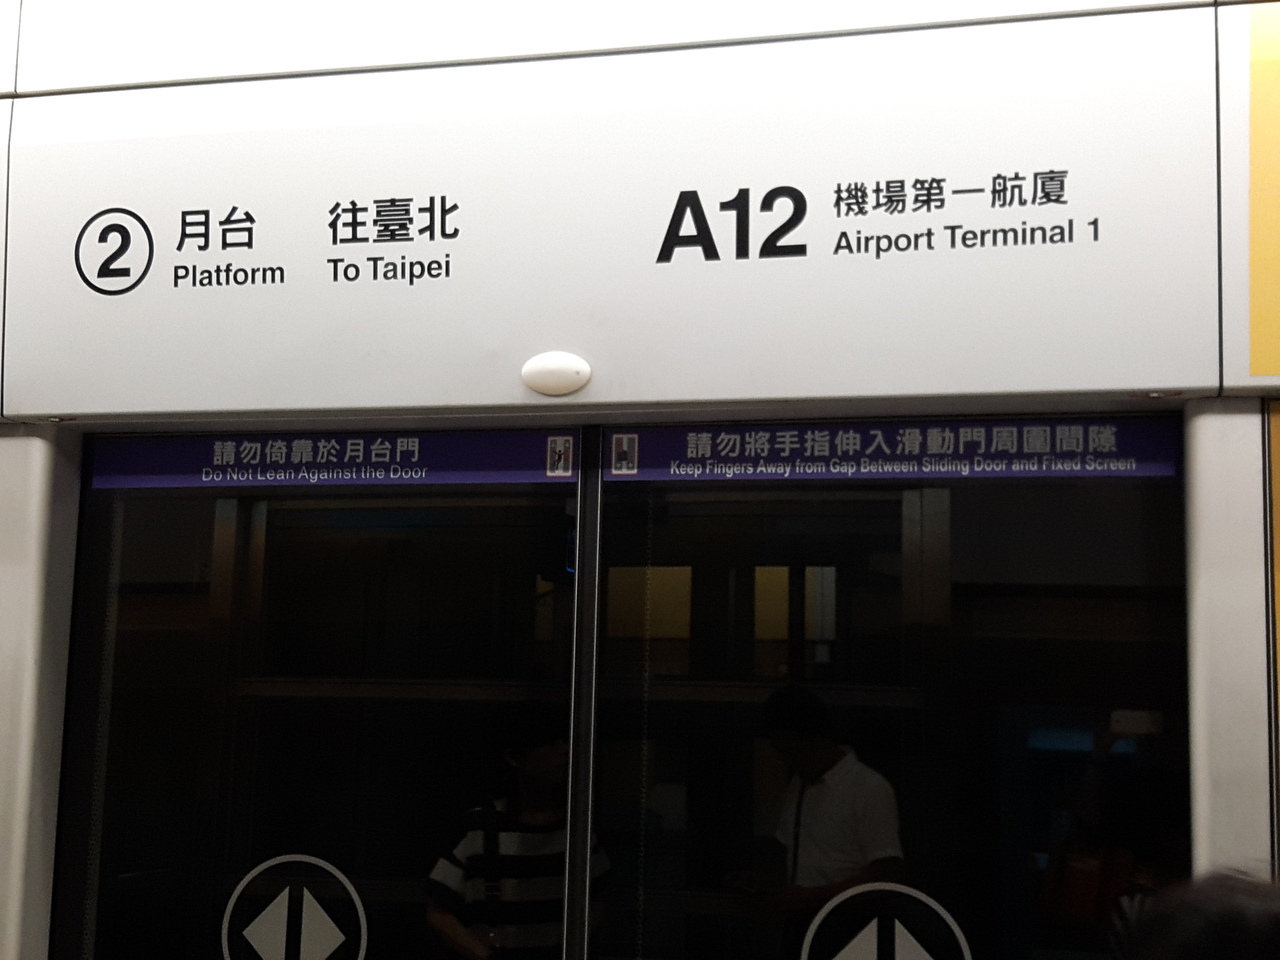 2 月台 往臺北
Platform To Taipei
A12 機場第一航廈
Airport Terminal 1
請勿倚靠於月台門
Do Not Lean Against the Door
請勿將手指伸入滑動門周圍間隙
Keep Fingers Away from Gap Between Sliding Door and Fixed Screen